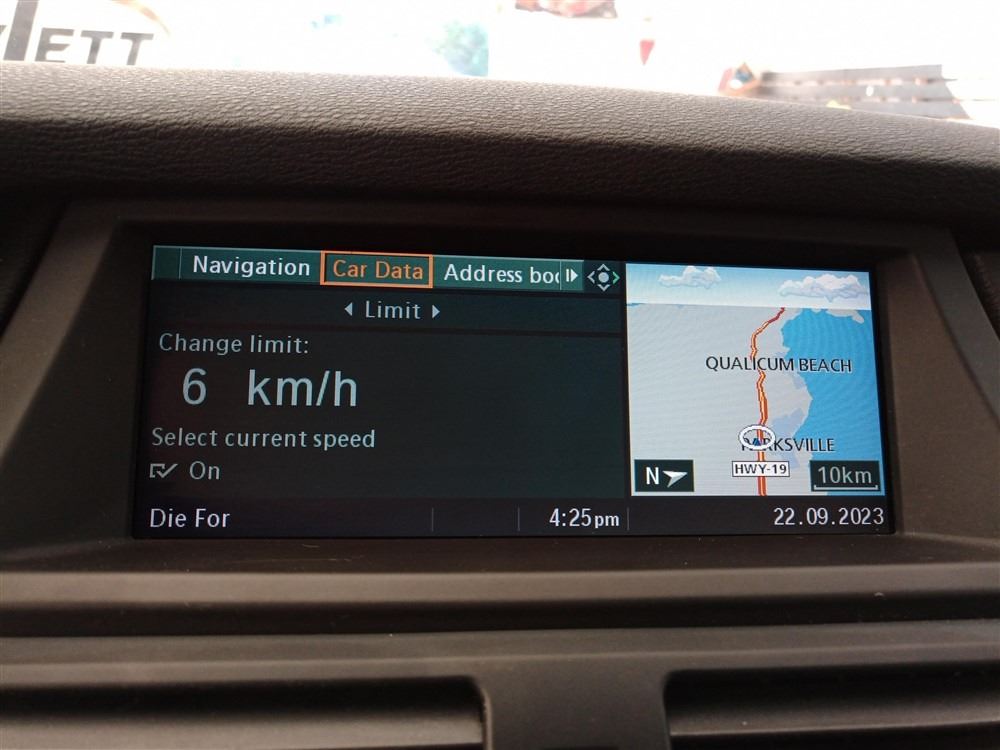 ETT
Navigation Car Data Address boo
Limit
Change limit:
6 km/h
Select current speed
On
QUALICUM BEACH
PARKSVILLE
HWY-19
N
10km
Die For 4:25pm 22.09.2023